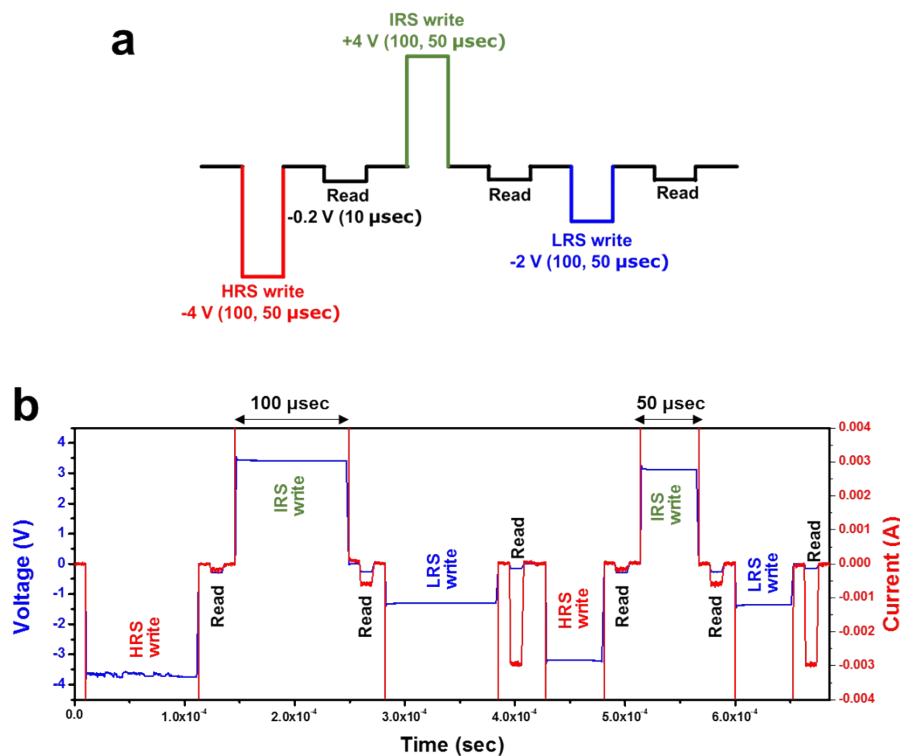 a
IRS write
+4 V (100, 50 µsec)
Read
-0.2 V (10 µsec)
Read
Read
LRS write
-2 V (100, 50 µsec)
HRS write
-4 V (100, 50 µsec)
b
100 µsec
50 µsec
Voltage (V)
4
3
2
1
0
-1
-2
-3
-4
HRS
write
Read
IRS
write
Read
LRS
write
Read
HRS
write
Read
IRS
write
Read
LRS
write
Read
0.004
0.003
0.002
0.001
0.000
-0.001
-0.002
-0.003
-0.004
Current (A)
0.0
1.0x10⁻⁴
2.0x10⁻⁴
3.0x10⁻⁴
4.0x10⁻⁴
5.0x10⁻⁴
6.0x10⁻⁴
Time (sec)